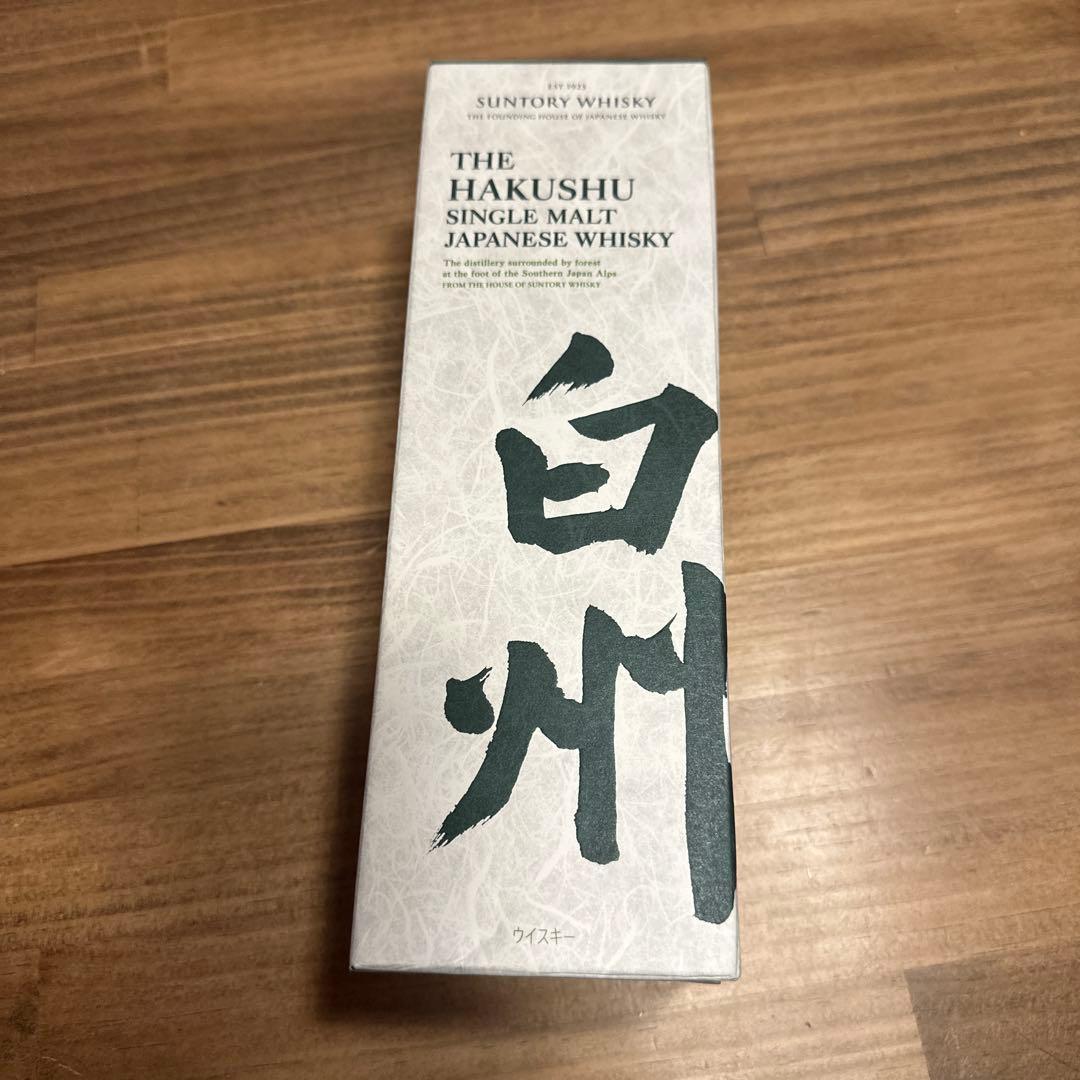 EST 1923
SUNTORY WHISKY
THE FOUNDING HOUSE OF JAPANESE WHISKY
THE
HAKUSHU
SINGLE MALT
JAPANESE WHISKY
The distillery surrounded by forest
at the foot of the Southern Japan Alps
FROM THE HOUSE OF SUNTORY WHISKY
白州
ウイスキー